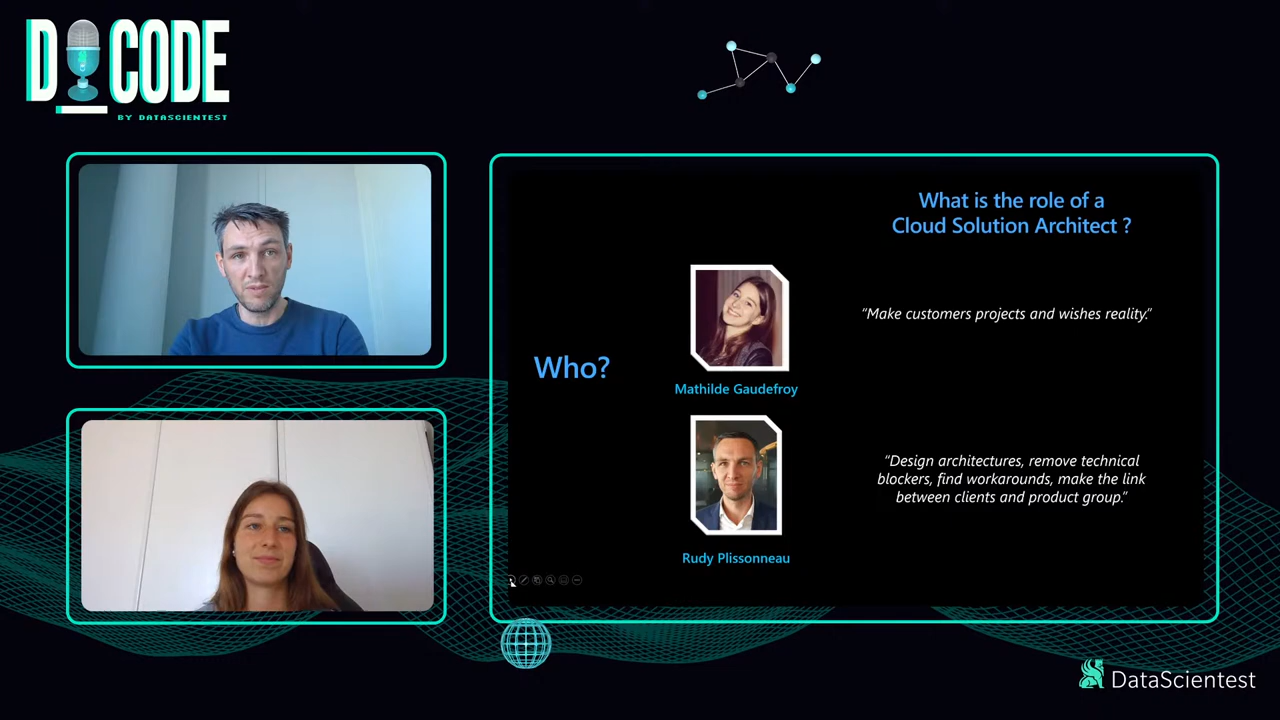 D_CODE
BY DATASCIENTEST
What is the role of a
Cloud Solution Architect ?
“Make customers projects and wishes reality.”
Who?
Mathilde Gaudefroy
“Design architectures, remove technical
blockers, find workarounds, make the link
between clients and product group.”
Rudy Plissonneau
DataScientest